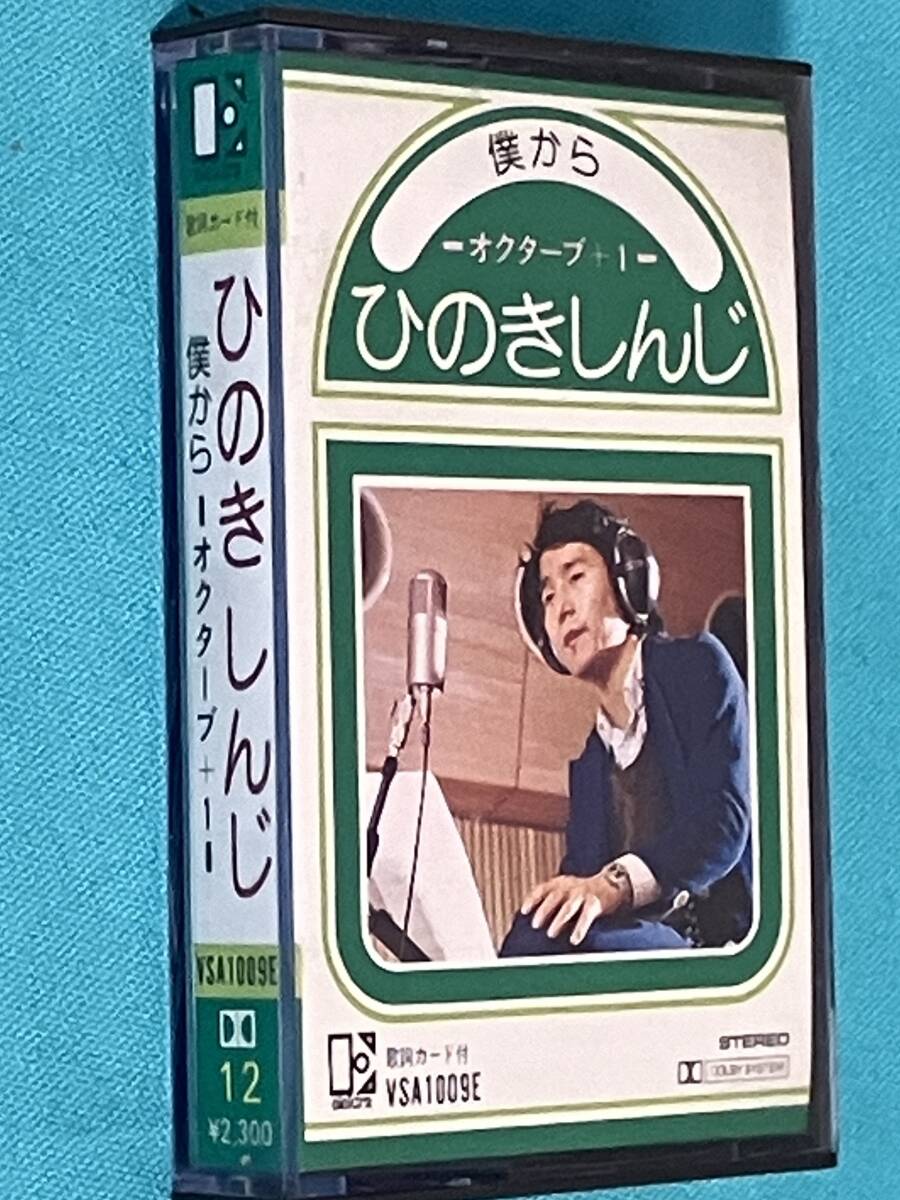 歌詞カード付
ひのきしんじ
僕から ーオクターブ+1ー
VSA1009E
12
¥2,300
僕から
ーオクターブ+1ー
ひのきしんじ
歌詞カード付
VSA1009E
STEREO
DOLBY SYSTEM